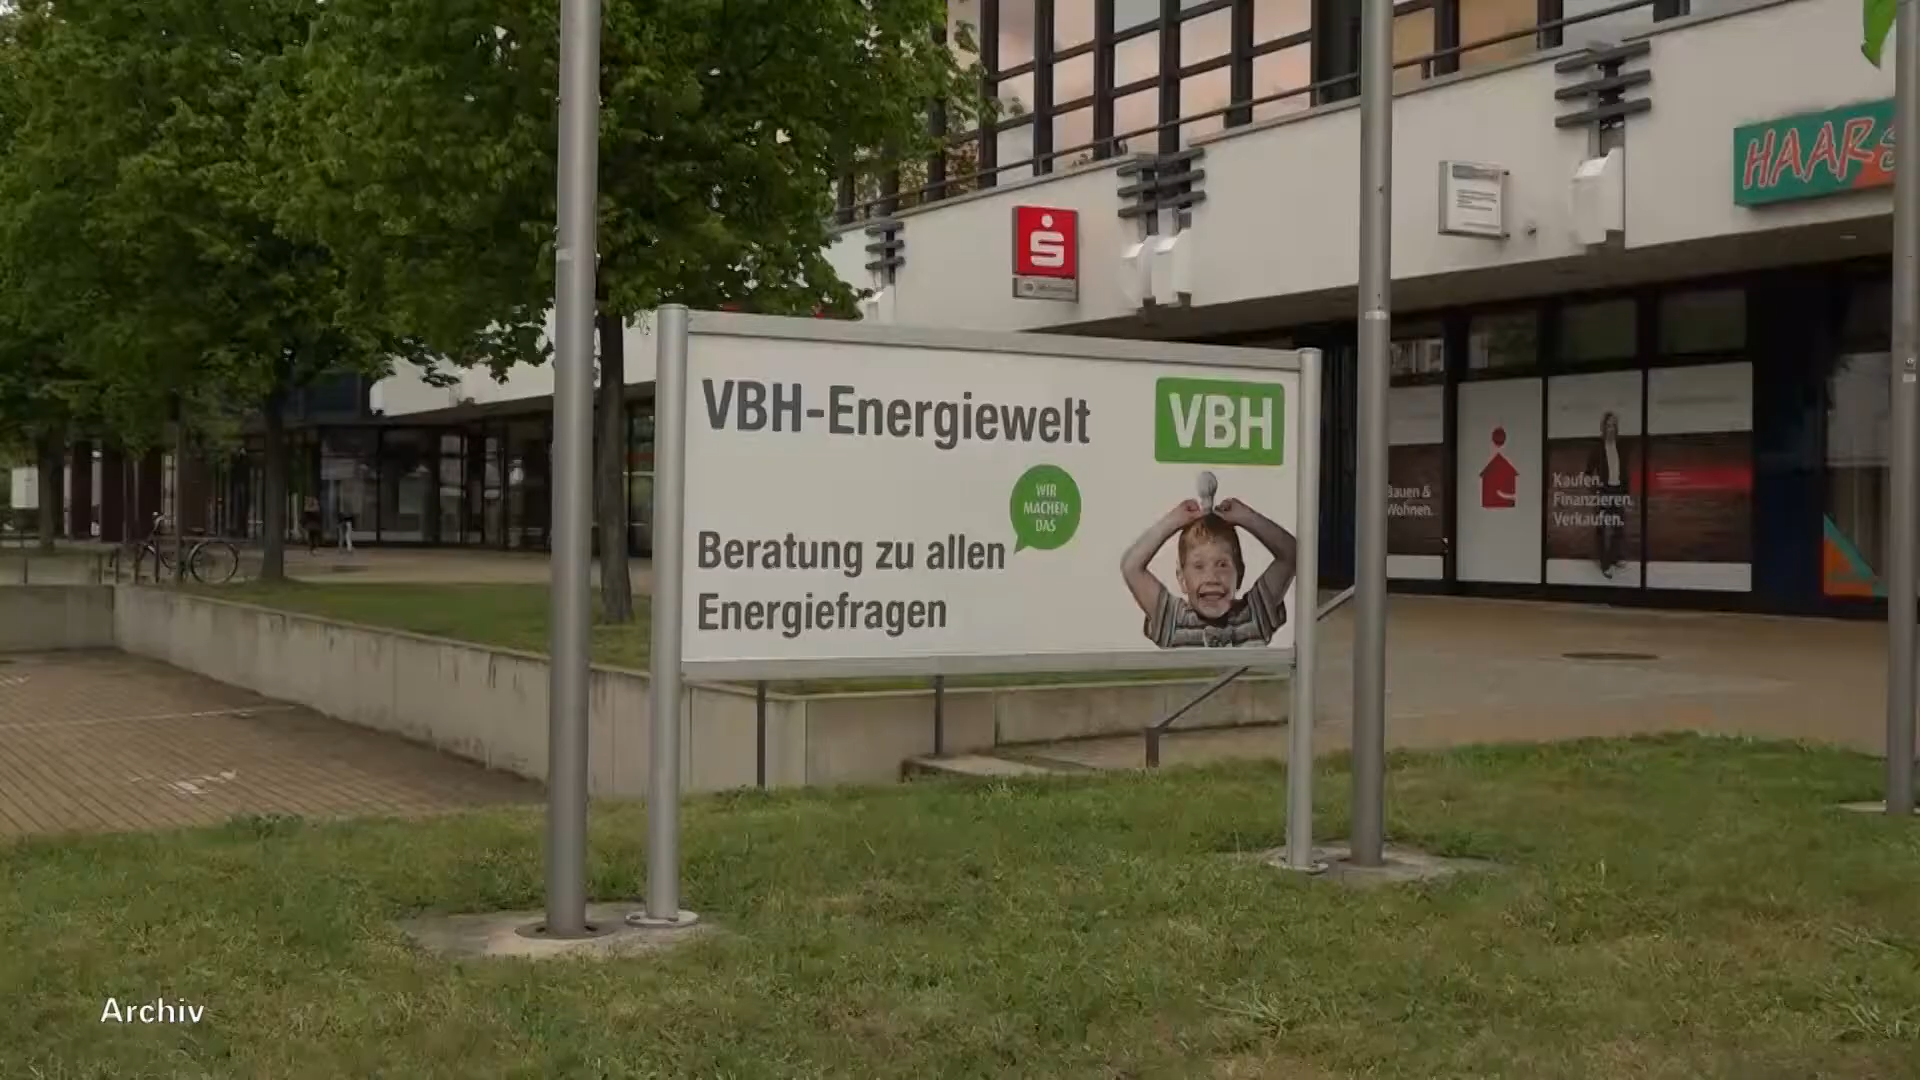 HAAR
VBH-Energiewelt
VBH
WIR
MACHEN
DAS
Beratung zu allen
Energiefragen
Bauen &
Wohnen.
Kaufen.
Finanzieren.
Verkaufen.
Archiv